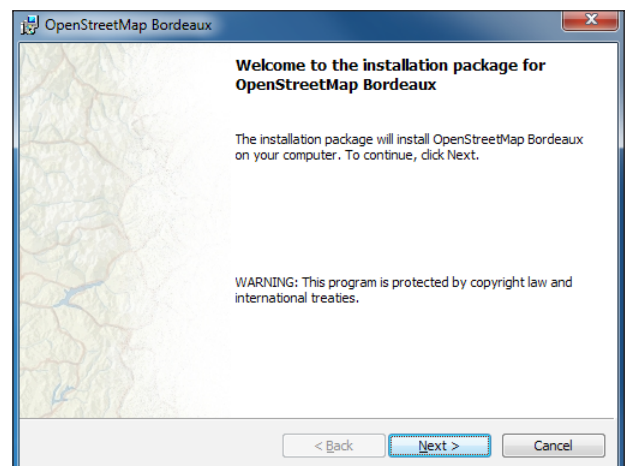 OpenStreetMap Bordeaux
Welcome to the installation package for
OpenStreetMap Bordeaux
The installation package will install OpenStreetMap Bordeaux
on your computer. To continue, click Next.
WARNING: This program is protected by copyright law and
international treaties.
< Back
Next >
Cancel